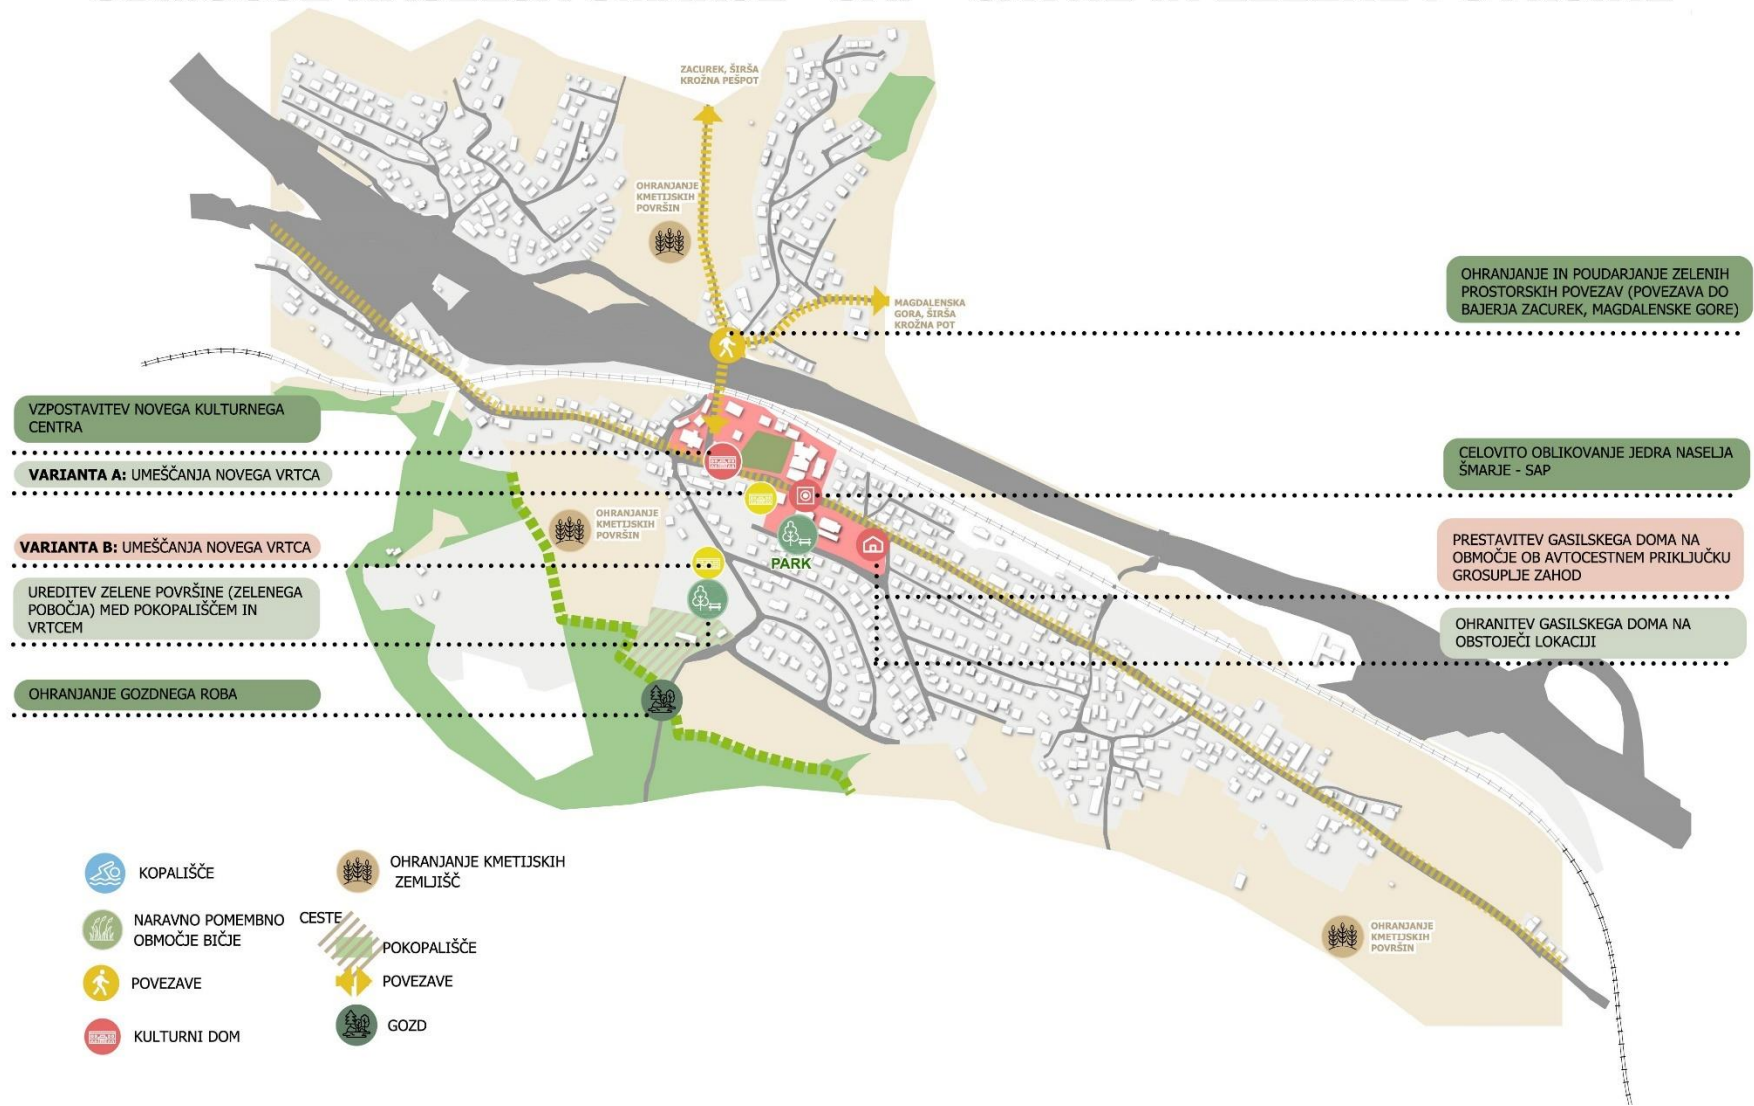 ZACUREK, ŠIRŠA
KROŽNA PEŠPOT
OHRANJANJE
KMETIJSKIH
POVRŠIN
MAGDALENSKA
GORA, ŠIRŠA
KROŽNA POT
OHRANJANJE IN POUDARJANJE ZELENIH
PROSTORSKIH POVEZAV (POVEZAVA DO
BAJERJA ZACUREK, MAGDALENSKE GORE)
VZPOSTAVITEV NOVEGA KULTURNEGA
CENTRA
VARIANTA A: UMEŠČANJA NOVEGA VRTCA
VARIANTA B: UMEŠČANJA NOVEGA VRTCA
UREDITEV ZELENE POVRŠINE (ZELENEGA
POBOČJA) MED POKOPALIŠČEM IN
VRTCEM
OHRANJANJE GOZDNEGA ROBA
OHRANJANJE
KMETIJSKIH
POVRŠIN
PARK
CELOVITO OBLIKOVANJE JEDRA NASELJA
ŠMARJE - SAP
PRESTAVITEV GASILSKEGA DOMA NA
OBMOČJE OB AVTOCESTNEM PRIKLJUČKU
GROSUPLJE ZAHOD
OHRANITEV GASILSKEGA DOMA NA
OBSTOJEČI LOKACIJI
OHRANJANJE
KMETIJSKIH
POVRŠIN
KOPALIŠČE
NARAVNO POMEMBNO
OBMOČJE BIČJE
POVEZAVE
KULTURNI DOM
OHRANJANJE KMETIJSKIH
ZEMLJIŠČ
CESTE
POKOPALIŠČE
POVEZAVE
GOZD